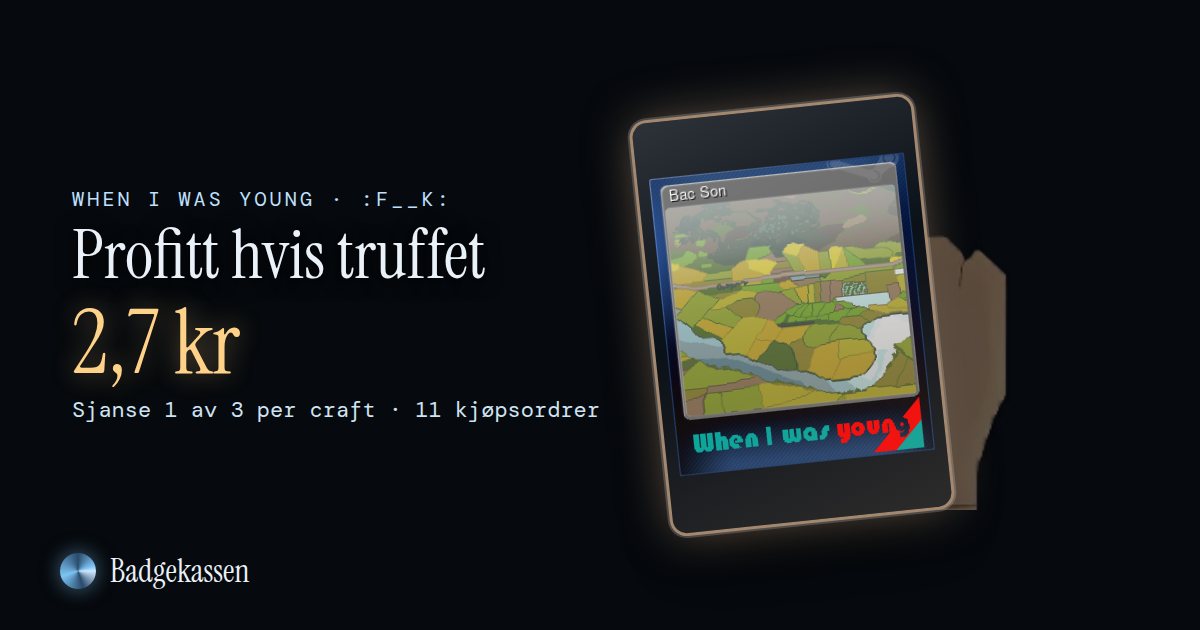 WHEN I WAS YOUNG · :F__K:
Profitt hvis truffet
2,7 kr
Sjanse 1 av 3 per craft · 11 kjøpsordrer
Bac Son
When I was young
Badgekassen